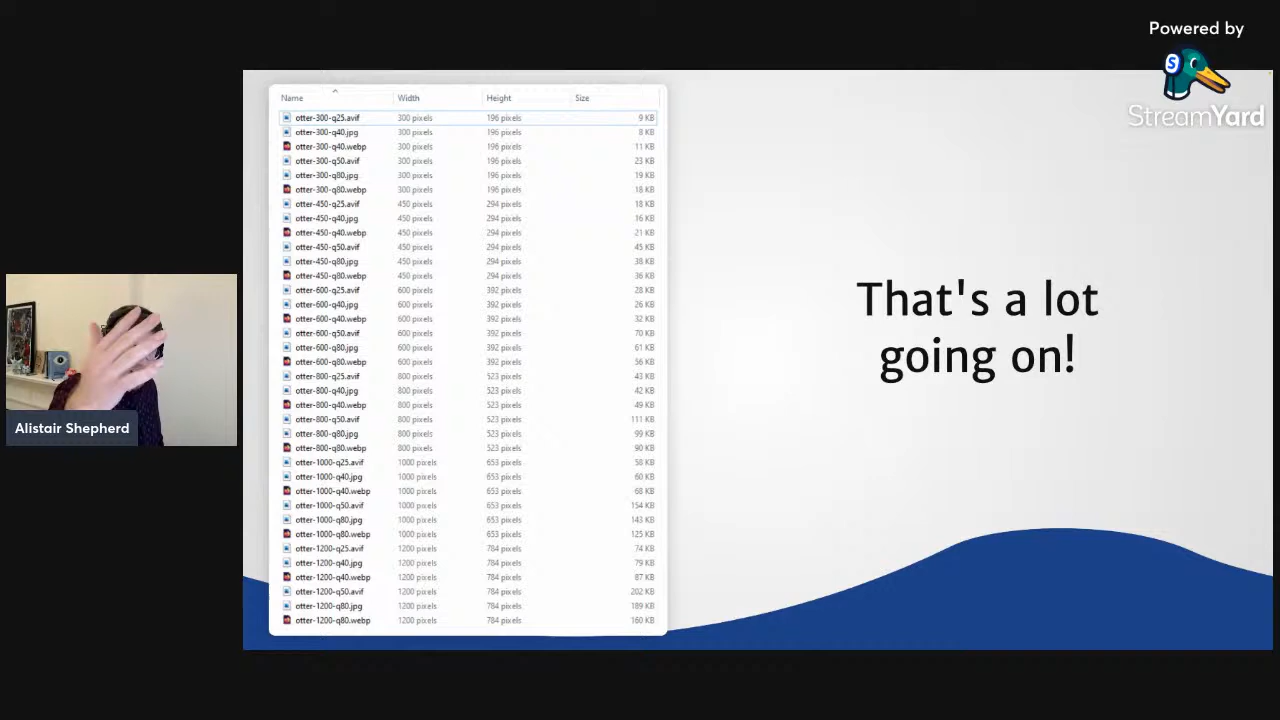 Powered by
StreamYard
Name Width Height Size
otter-300-q25.avif 300 pixels 196 pixels 9 KB
otter-300-q40.jpg 300 pixels 196 pixels 8 KB
otter-300-q40.webp 300 pixels 196 pixels 11 KB
otter-300-q50.avif 300 pixels 196 pixels 23 KB
otter-300-q80.jpg 300 pixels 196 pixels 19 KB
otter-300-q80.webp 300 pixels 196 pixels 18 KB
otter-450-q25.avif 450 pixels 294 pixels 18 KB
otter-450-q40.jpg 450 pixels 294 pixels 16 KB
otter-450-q40.webp 450 pixels 294 pixels 21 KB
otter-450-q50.avif 450 pixels 294 pixels 45 KB
otter-450-q80.jpg 450 pixels 294 pixels 38 KB
otter-450-q80.webp 450 pixels 294 pixels 36 KB
otter-600-q25.avif 600 pixels 392 pixels 28 KB
otter-600-q40.jpg 600 pixels 392 pixels 26 KB
otter-600-q40.webp 600 pixels 392 pixels 32 KB
otter-600-q50.avif 600 pixels 392 pixels 70 KB
otter-600-q80.jpg 600 pixels 392 pixels 61 KB
otter-600-q80.webp 600 pixels 392 pixels 56 KB
otter-800-q25.avif 800 pixels 523 pixels 43 KB
otter-800-q40.jpg 800 pixels 523 pixels 42 KB
otter-800-q40.webp 800 pixels 523 pixels 49 KB
otter-800-q50.avif 800 pixels 523 pixels 111 KB
otter-800-q80.jpg 800 pixels 523 pixels 99 KB
otter-800-q80.webp 800 pixels 523 pixels 90 KB
otter-1000-q25.avif 1000 pixels 653 pixels 58 KB
otter-1000-q40.jpg 1000 pixels 653 pixels 60 KB
otter-1000-q40.webp 1000 pixels 653 pixels 68 KB
otter-1000-q50.avif 1000 pixels 653 pixels 154 KB
otter-1000-q80.jpg 1000 pixels 653 pixels 143 KB
otter-1000-q80.webp 1000 pixels 653 pixels 125 KB
otter-1200-q25.avif 1200 pixels 784 pixels 74 KB
otter-1200-q40.jpg 1200 pixels 784 pixels 79 KB
otter-1200-q40.webp 1200 pixels 784 pixels 87 KB
otter-1200-q50.avif 1200 pixels 784 pixels 202 KB
otter-1200-q80.jpg 1200 pixels 784 pixels 189 KB
otter-1200-q80.webp 1200 pixels 784 pixels 160 KB
That's a lot
going on!
Alistair Shepherd